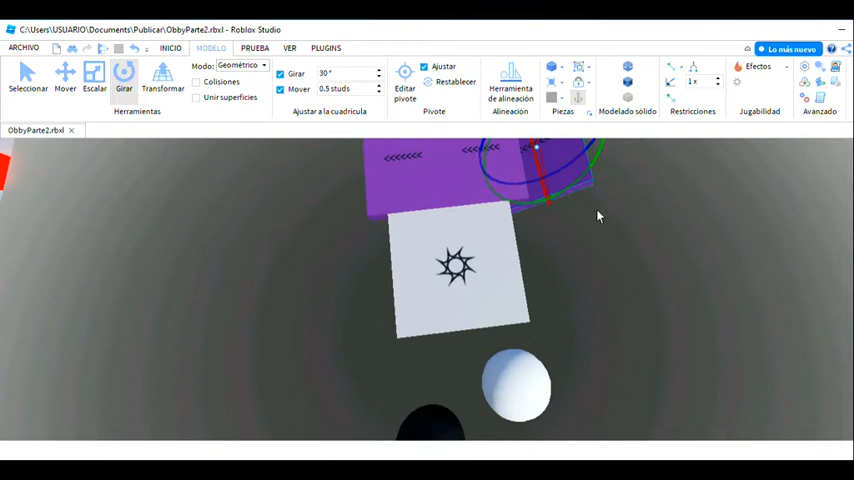 C:\Users\USUARIO\Documents\Publicar\ObbyParte2.rbxl - Roblox Studio
ARCHIVO INICIO MODELO PRUEBA VER PLUGINS Lo más nuevo
Seleccionar Mover Escalar Girar Transformar
Modo: Geométrico
Colisiones
Unir superficies
Herramientas
Girar 30°
Mover 0.5 studs
Ajustar a la cuadrícula
Editar pivote
Ajustar
Restablecer
Pivote
Herramienta de alineación
Alineación
Piezas
Modelado sólido
1 x
Restricciones
Efectos
Jugabilidad
Avanzado
ObbyParte2.rbxl
<<<<<<< <<<<<<<